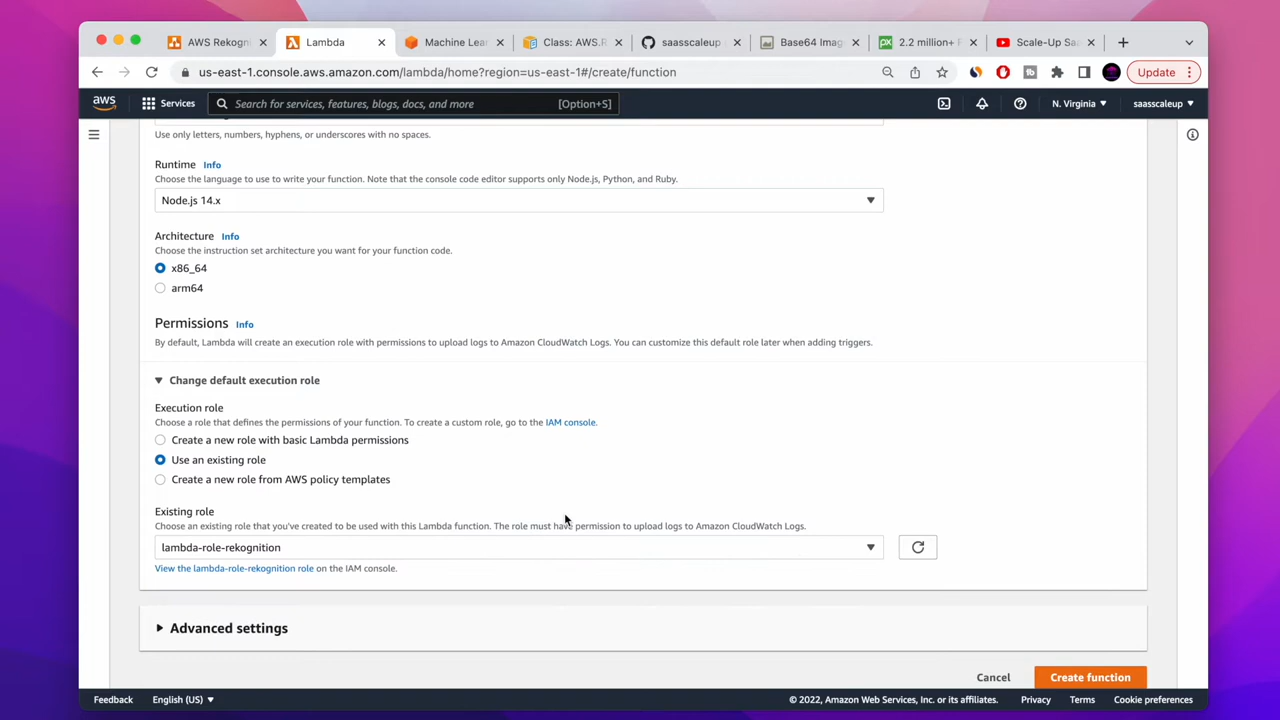 AWS Rekogn
Lambda
Machine Lear
Class: AWS.R
saasscaleup
Base64 Imag
2.2 million+ F
Scale-Up Saa
us-east-1.console.aws.amazon.com/lambda/home?region=us-east-1#/create/function
Update
aws
Services
Search for services, features, blogs, docs, and more
[Option+S]
N. Virginia
saasscaleup
Use only letters, numbers, hyphens, or underscores with no spaces.
Runtime Info
Choose the language to use to write your function. Note that the console code editor supports only Node.js, Python, and Ruby.
Node.js 14.x
Architecture Info
Choose the instruction set architecture you want for your function code.
x86_64
arm64
Permissions Info
By default, Lambda will create an execution role with permissions to upload logs to Amazon CloudWatch Logs. You can customize this default role later when adding triggers.
Change default execution role
Execution role
Choose a role that defines the permissions of your function. To create a custom role, go to the IAM console.
Create a new role with basic Lambda permissions
Use an existing role
Create a new role from AWS policy templates
Existing role
Choose an existing role that you've created to be used with this Lambda function. The role must have permission to upload logs to Amazon CloudWatch Logs.
lambda-role-rekognition
View the lambda-role-rekognition role on the IAM console.
Advanced settings
Cancel
Create function
Feedback
English (US)
© 2022, Amazon Web Services, Inc. or its affiliates.
Privacy
Terms
Cookie preferences